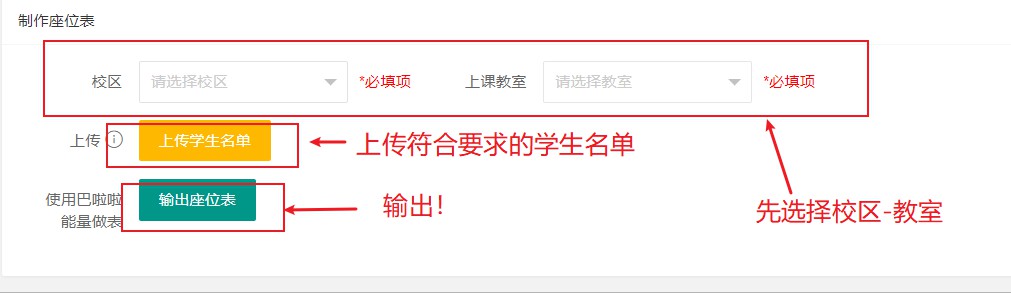 制作座位表
校区 请选择校区 *必填项 上课教室 请选择教室 *必填项
上传 上传学生名单 上传符合要求的学生名单
使用巴啦啦能量做表 输出座位表 输出！
先选择校区-教室